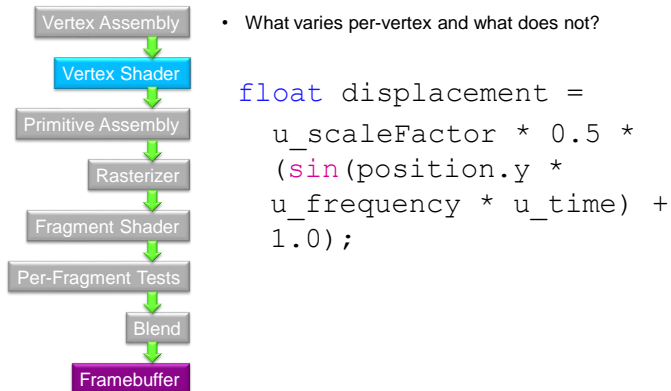 Vertex Assembly
Vertex Shader
Primitive Assembly
Rasterizer
Fragment Shader
Per-Fragment Tests
Blend
Framebuffer
• What varies per-vertex and what does not?
float displacement =
u_scaleFactor * 0.5 *
(sin(position.y *
u_frequency * u_time) +
1.0);